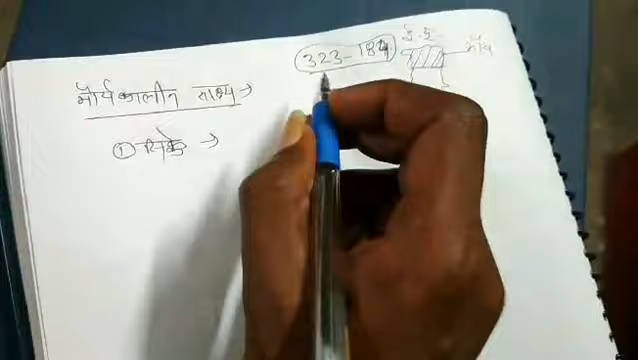 323-184 ई.पू.
मौर्य
मौर्यकालीन साक्ष्य →
① सिक्के →